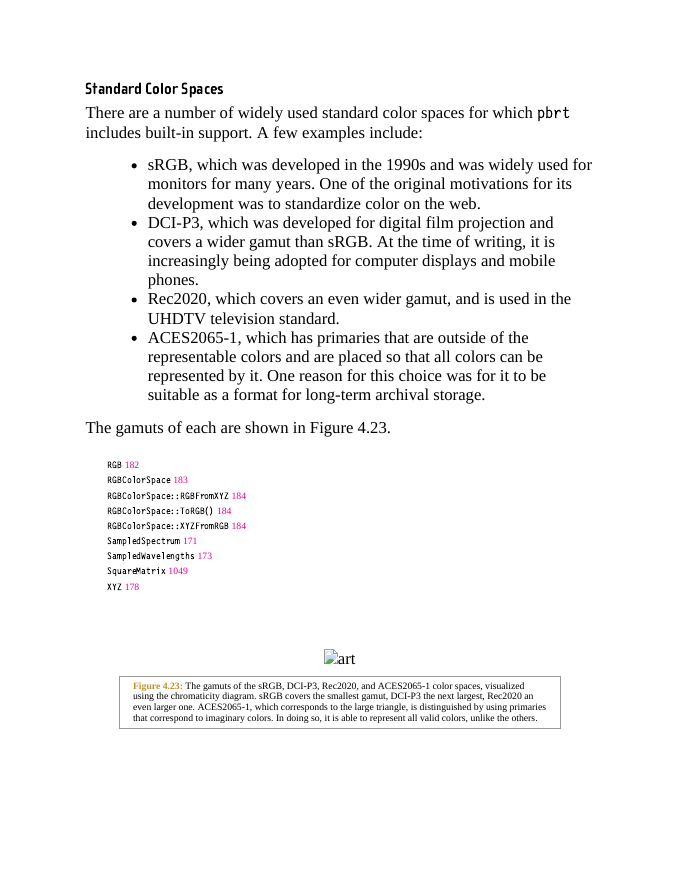 Standard Color Spaces
There are a number of widely used standard color spaces for which pbrt
includes built-in support. A few examples include:
• sRGB, which was developed in the 1990s and was widely used for
monitors for many years. One of the original motivations for its
development was to standardize color on the web.
• DCI-P3, which was developed for digital film projection and
covers a wider gamut than sRGB. At the time of writing, it is
increasingly being adopted for computer displays and mobile
phones.
• Rec2020, which covers an even wider gamut, and is used in the
UHDTV television standard.
• ACES2065-1, which has primaries that are outside of the
representable colors and are placed so that all colors can be
represented by it. One reason for this choice was for it to be
suitable as a format for long-term archival storage.
The gamuts of each are shown in Figure 4.23.
RGB 182
RGBColorSpace 183
RGBColorSpace::RGBFromXYZ 184
RGBColorSpace::ToRGB() 184
RGBColorSpace::XYZFromRGB 184
SampledSpectrum 171
SampledWavelengths 173
SquareMatrix 1049
XYZ 178
art
Figure 4.23: The gamuts of the sRGB, DCI-P3, Rec2020, and ACES2065-1 color spaces, visualized
using the chromaticity diagram. sRGB covers the smallest gamut, DCI-P3 the next largest, Rec2020 an
even larger one. ACES2065-1, which corresponds to the large triangle, is distinguished by using primaries
that correspond to imaginary colors. In doing so, it is able to represent all valid colors, unlike the others.